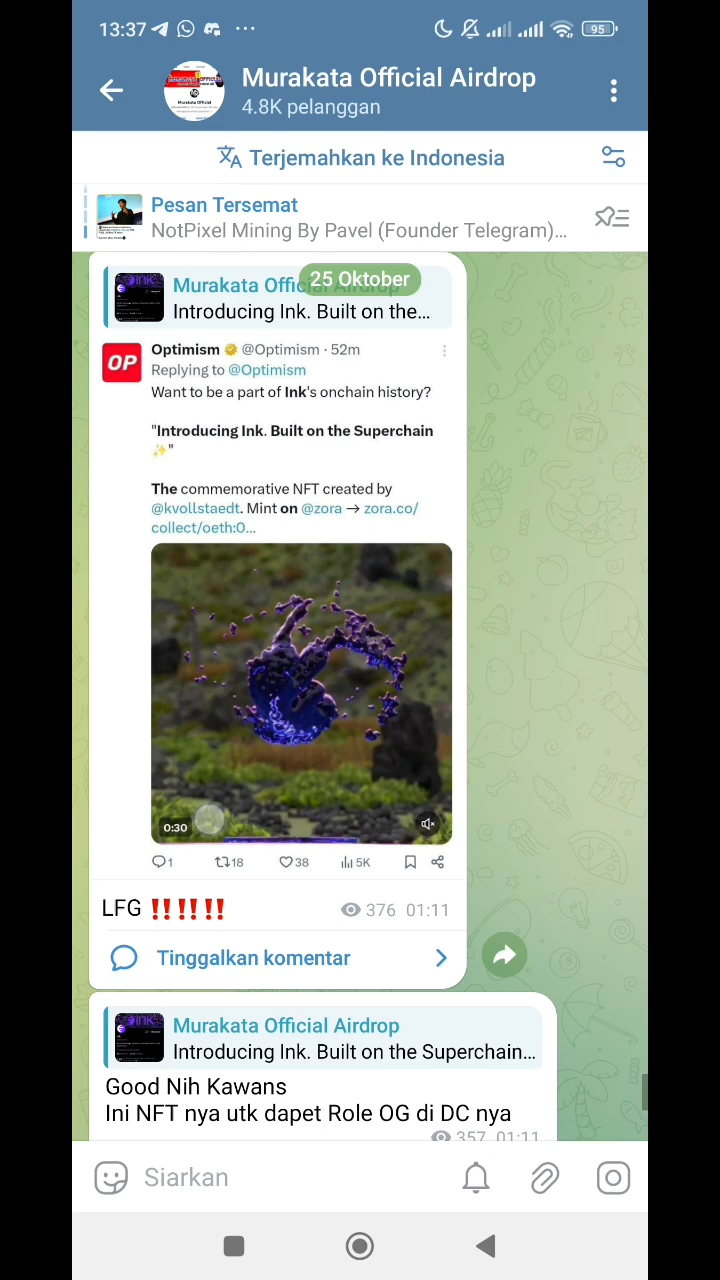 13:37
95
Murakata Official Airdrop
4.8K pelanggan
Terjemahkan ke Indonesia
Pesan Tersemat
NotPixel Mining By Pavel (Founder Telegram)...
25 Oktober
Murakata Official Airdrop
Introducing Ink. Built on the...
OP
Optimism @Optimism · 52m
Replying to @Optimism
Want to be a part of Ink's onchain history?
"Introducing Ink. Built on the Superchain
✨"
The commemorative NFT created by
@kvollstaedt. Mint on @zora → zora.co/
collect/oeth:0...
0:30
1 18 38 5K
LFG ‼️‼️‼️ 376 01:11
Tinggalkan komentar
Murakata Official Airdrop
Introducing Ink. Built on the Superchain...
Good Nih Kawans
Ini NFT nya utk dapet Role OG di DC nya
357 01:11
Siarkan